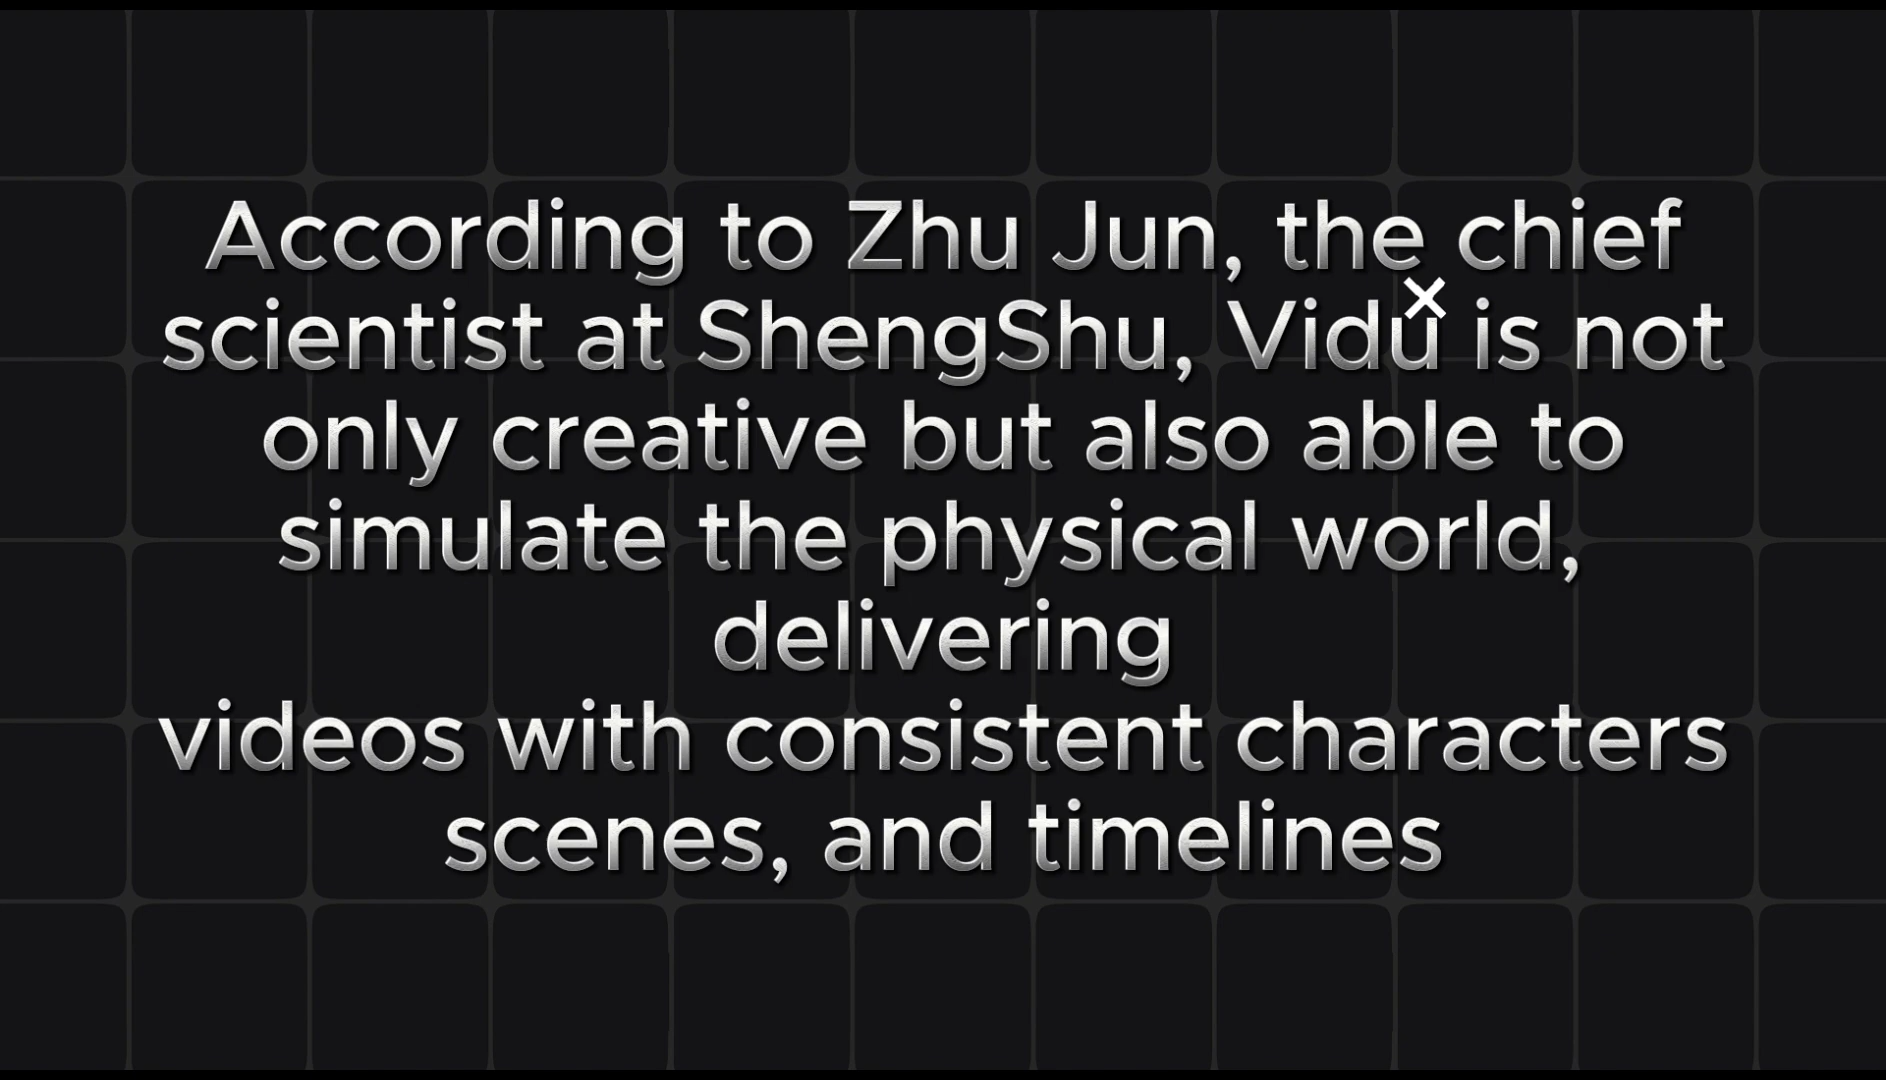 According to Zhu Jun, the chief
scientist at ShengShu, Vidu is not
only creative but also able to
simulate the physical world,
delivering
videos with consistent characters
scenes, and timelines